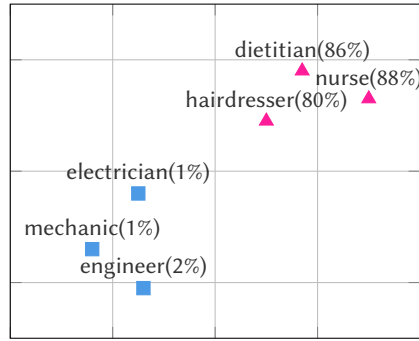 dietitian(86%)
nurse(88%)
hairdresser(80%)
electrician(1%)
mechanic(1%)
engineer(2%)